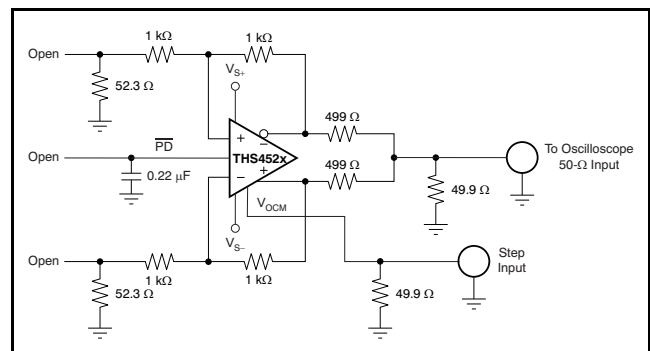 Open
1 kΩ
1 kΩ
52.3 Ω
V_S+
499 Ω
Open
PD
0.22 µF
+
−
THS452x
−
+
499 Ω
To Oscilloscope
50-Ω Input
49.9 Ω
V_OCM
V_S−
Open
1 kΩ
1 kΩ
52.3 Ω
49.9 Ω
Step
Input